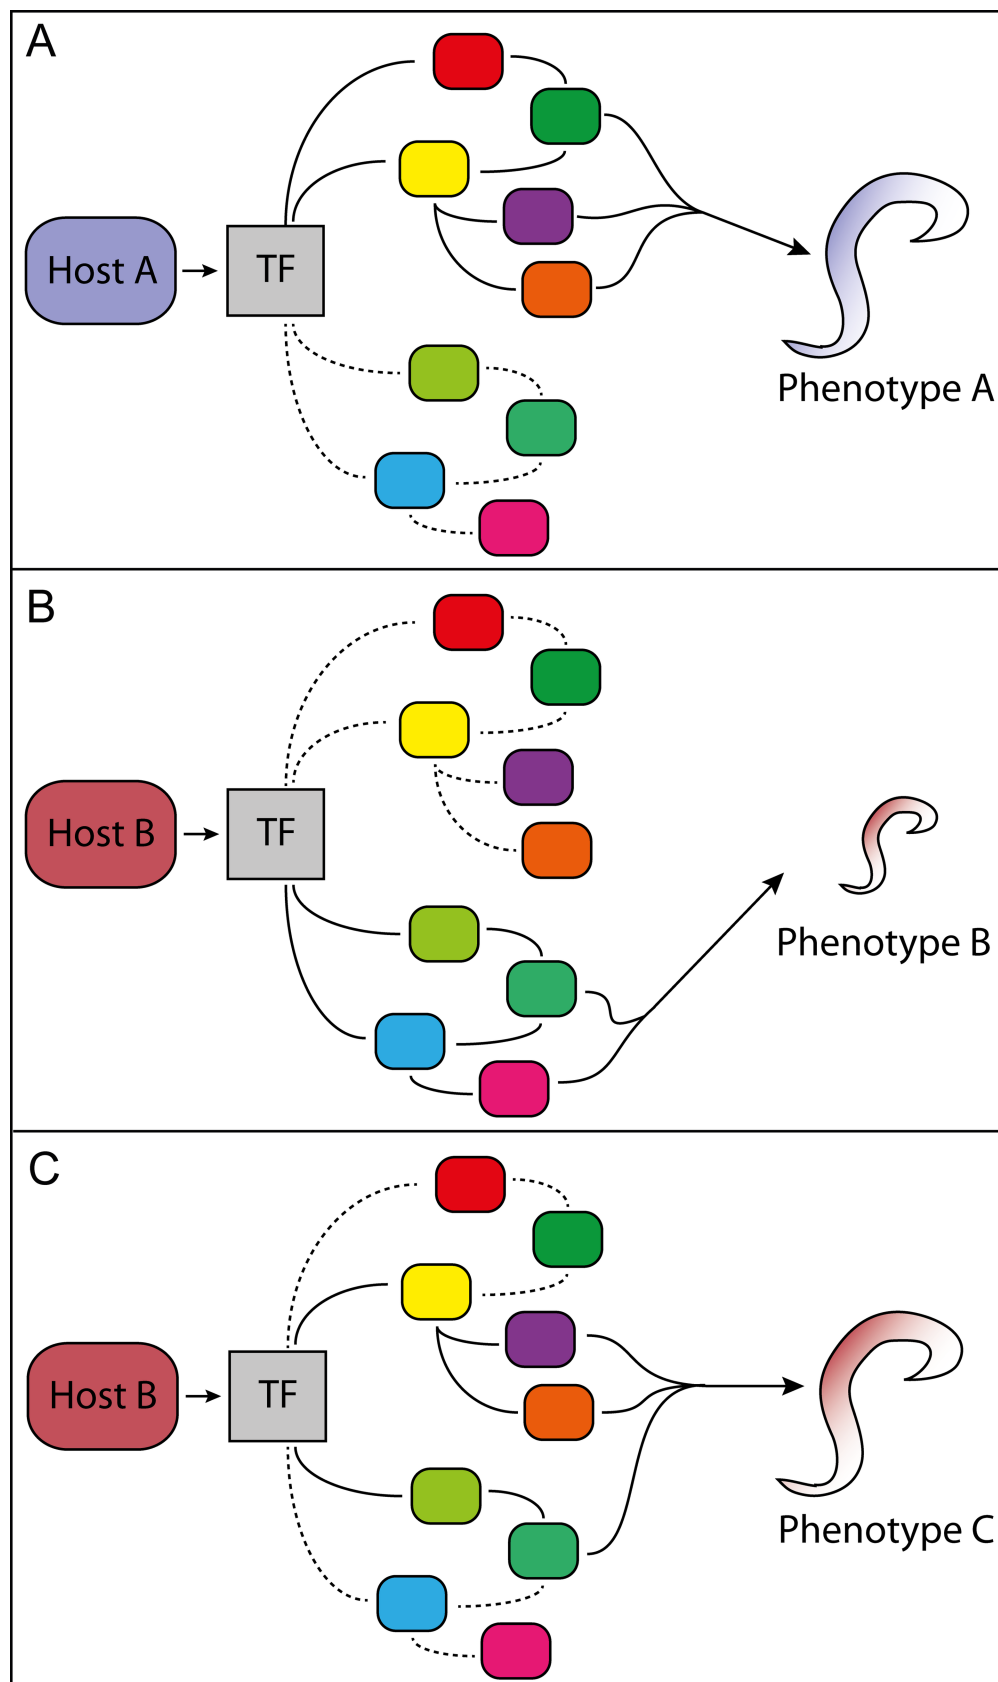 A
Host A
TF
Phenotype A
B
Host B
TF
Phenotype B
C
Host B
TF
Phenotype C